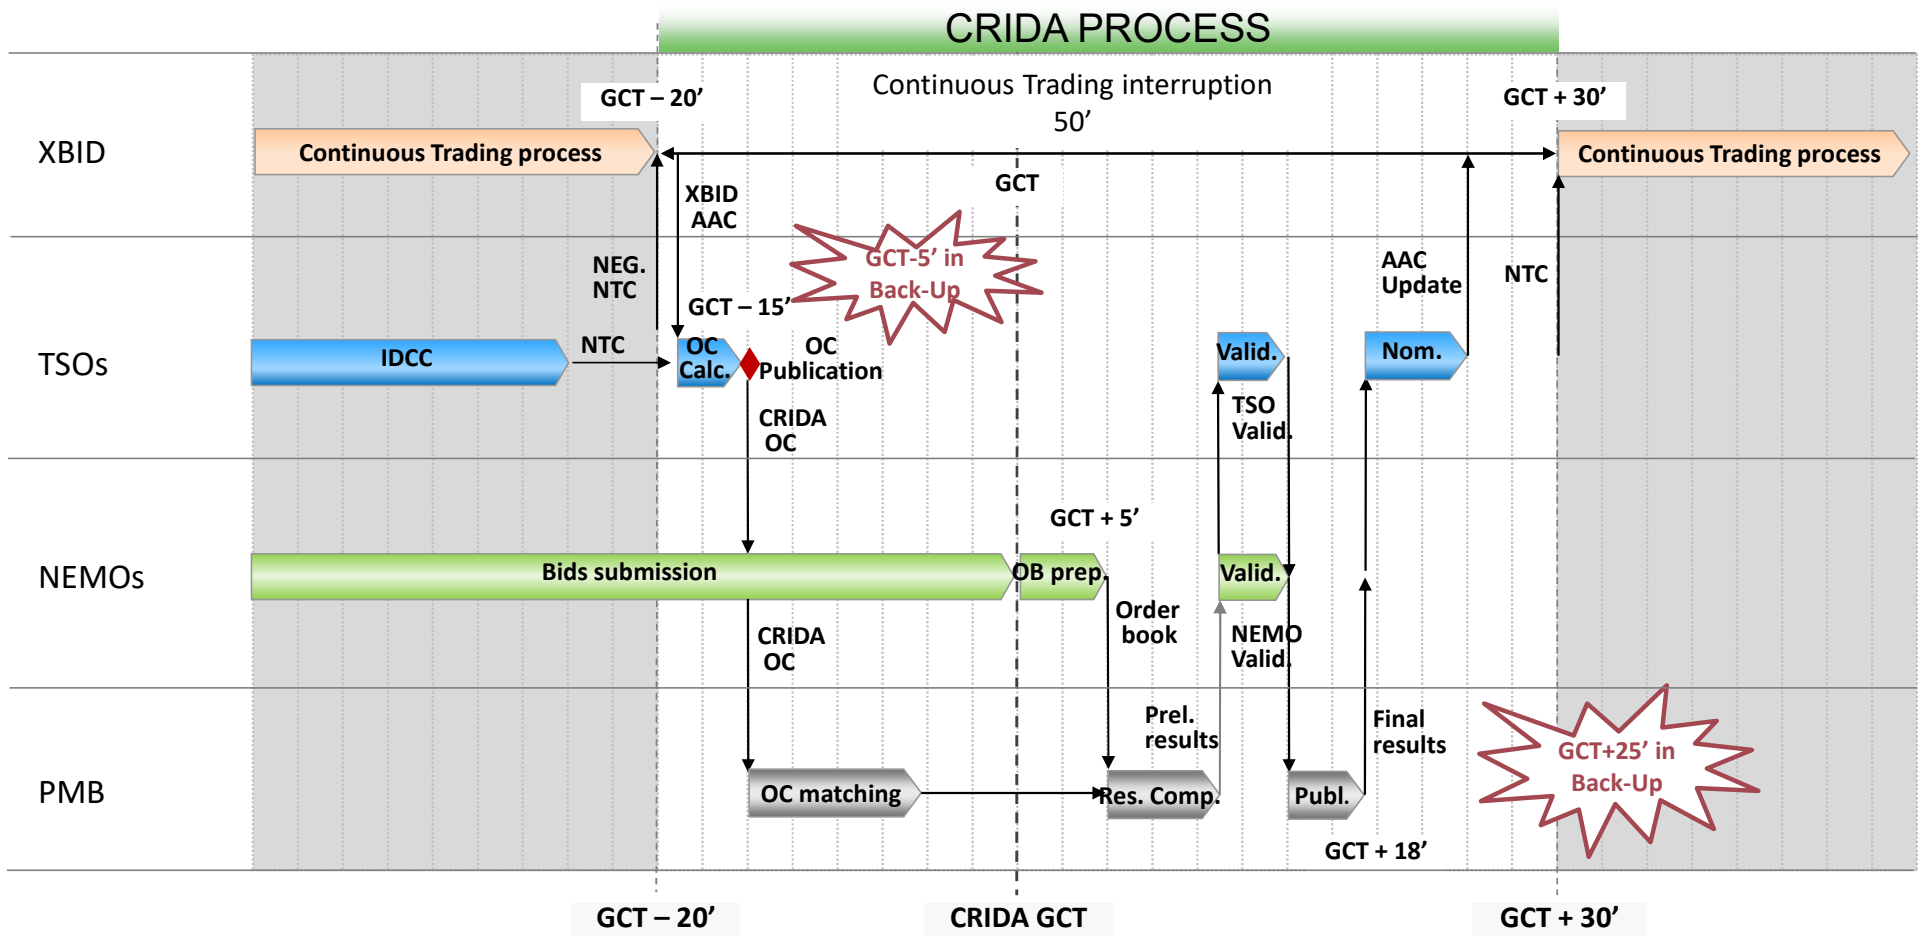 CRIDA PROCESS
Continuous Trading interruption
50’
GCT – 20’
GCT + 30’
XBID
Continuous Trading process
Continuous Trading process
GCT
XBID
AAC
NEG.
NTC
GCT-5’ in
Back-Up
AAC
Update
NTC
GCT – 15’
TSOs
IDCC
NTC
OC
Calc.
OC
Publication
Valid.
Nom.
CRIDA
OC
TSO
Valid.
GCT + 5’
NEMOs
Bids submission
OB prep.
Valid.
CRIDA
OC
Order
book
NEMO
Valid.
Prel.
results
Final
results
GCT+25’ in
Back-Up
PMB
OC matching
Res. Comp.
Publ.
GCT + 18’
GCT – 20’
CRIDA GCT
GCT + 30’